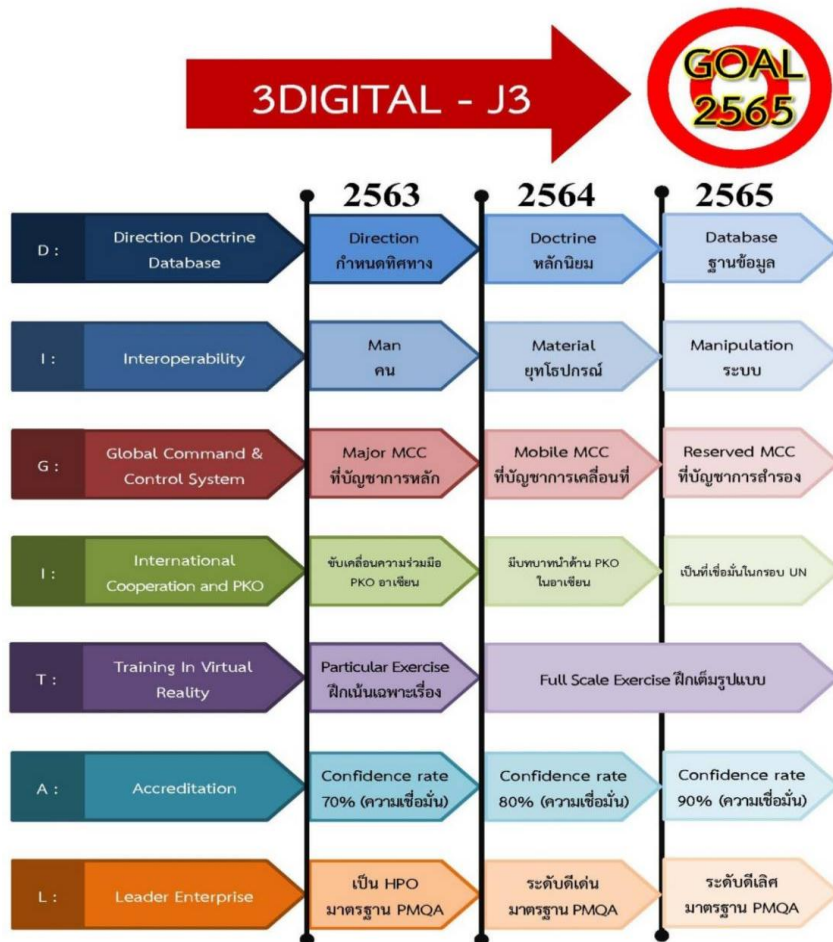 3DIGITAL - J3
GOAL
2565
2563
2564
2565
D :
Direction Doctrine
Database
Direction
กำหนดทิศทาง
Doctrine
หลักนิยม
Database
ฐานข้อมูล
I :
Interoperability
Man
คน
Material
ยุทโธปกรณ์
Manipulation
ระบบ
G :
Global Command &
Control System
Major MCC
ที่บัญชาการหลัก
Mobile MCC
ที่บัญชาการเคลื่อนที่
Reserved MCC
ที่บัญชาการสำรอง
I :
International
Cooperation and PKO
ขับเคลื่อนความร่วมมือ
PKO อาเซียน
มีบทบาทนำด้าน PKO
ในอาเซียน
เป็นที่เชื่อมั่นในกรอบ UN
T :
Training In Virtual
Reality
Particular Exercise
ฝึกเน้นเฉพาะเรื่อง
Full Scale Exercise ฝึกเต็มรูปแบบ
A :
Accreditation
Confidence rate
70% (ความเชื่อมั่น)
Confidence rate
80% (ความเชื่อมั่น)
Confidence rate
90% (ความเชื่อมั่น)
L :
Leader Enterprise
เป็น HPO
มาตรฐาน PMQA
ระดับดีเด่น
มาตรฐาน PMQA
ระดับดีเลิศ
มาตรฐาน PMQA